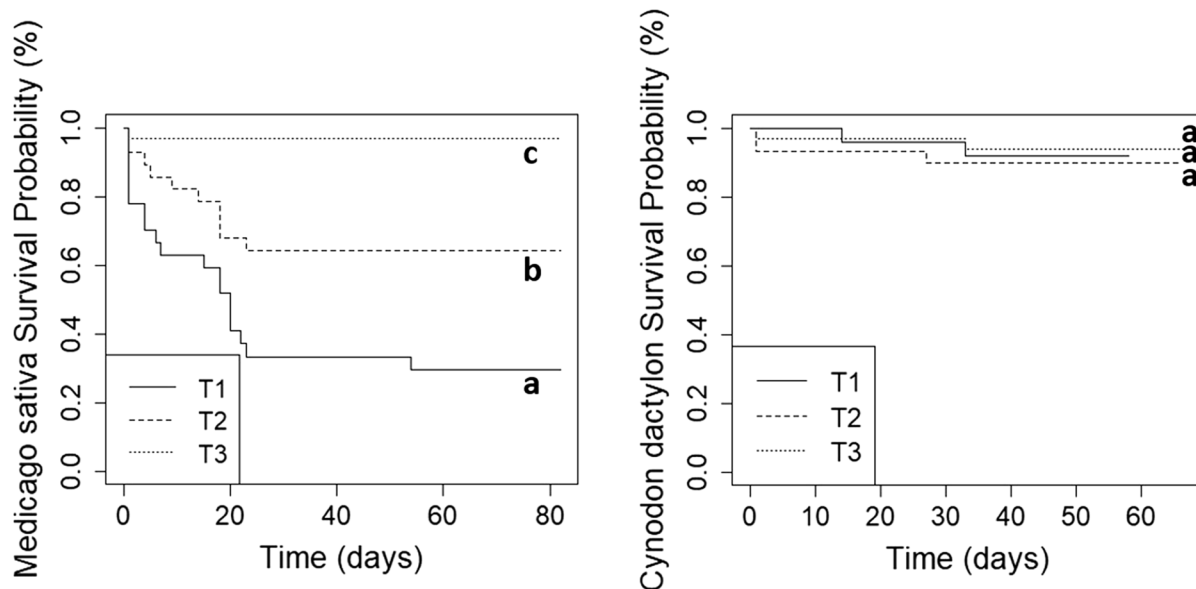 Medicago sativa Survival Probability (%)
1.0
0.8
0.6
0.4
0.2
0.0
c
b
a
T1
T2
T3
0 20 40 60 80
Time (days)
Cynodon dactylon Survival Probability (%)
1.0
0.8
0.6
0.4
0.2
0.0
a
a
a
T1
T2
T3
0 10 20 30 40 50 60
Time (days)